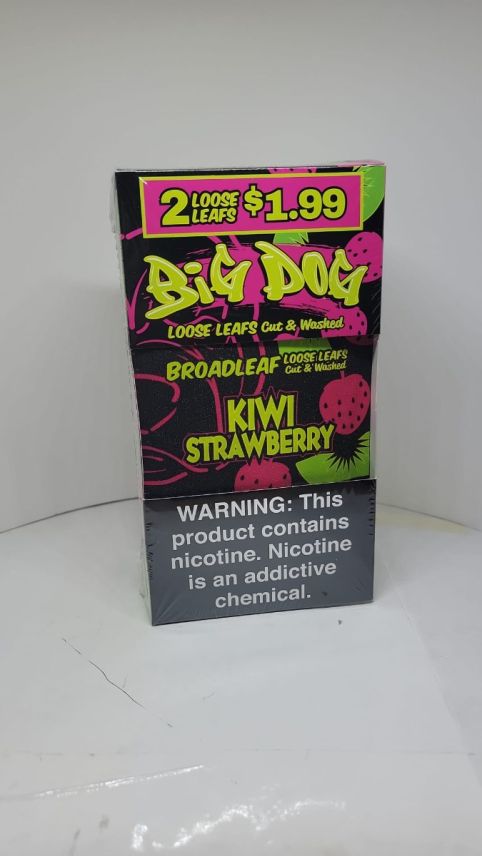 2 LOOSE LEAFS $1.99
BiG DOG
LOOSE LEAFS Cut & Washed
BROADLEAF LOOSE LEAFS Cut & Washed
KIWI
STRAWBERRY
WARNING: This
product contains
nicotine. Nicotine
is an addictive
chemical.